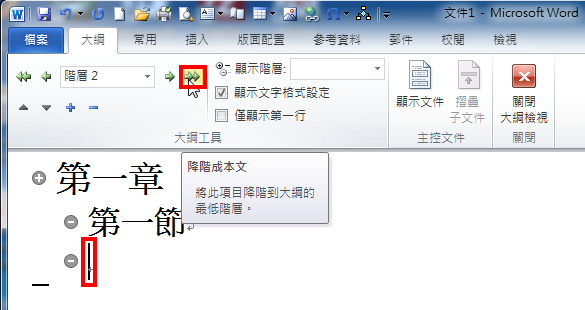 文件1 - Microsoft Word
檔案 大綱 常用 插入 版面配置 參考資料 郵件 校閱 檢視
階層 2 顯示階層:
顯示文字格式設定
僅顯示第一行
大綱工具
顯示文件
摺疊
子文件
主控文件
關閉
大綱檢視
關閉
降階成本文
將此項目降階到大綱的
最低階層。
第一章
第一節